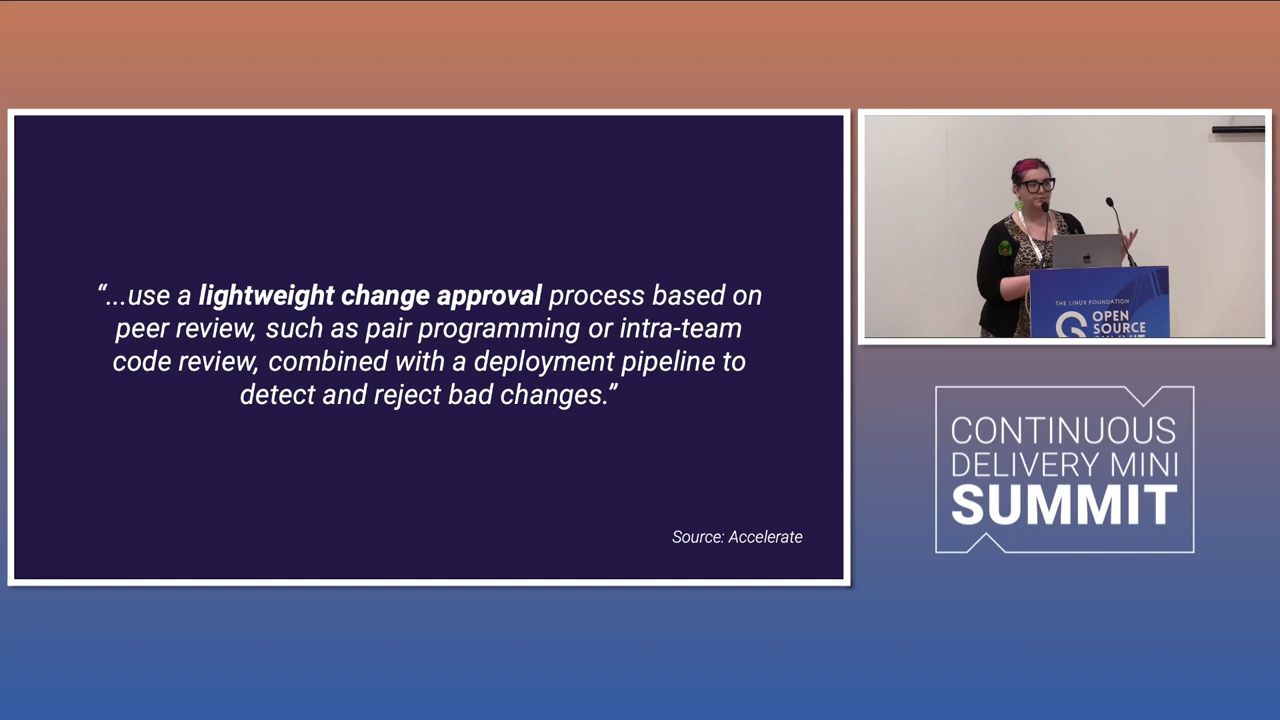 “...use a lightweight change approval process based on
peer review, such as pair programming or intra-team
code review, combined with a deployment pipeline to
detect and reject bad changes.”
Source: Accelerate
THE LINUX FOUNDATION
OPEN
SOURCE
SUMMIT
CONTINUOUS
DELIVERY MINI
SUMMIT